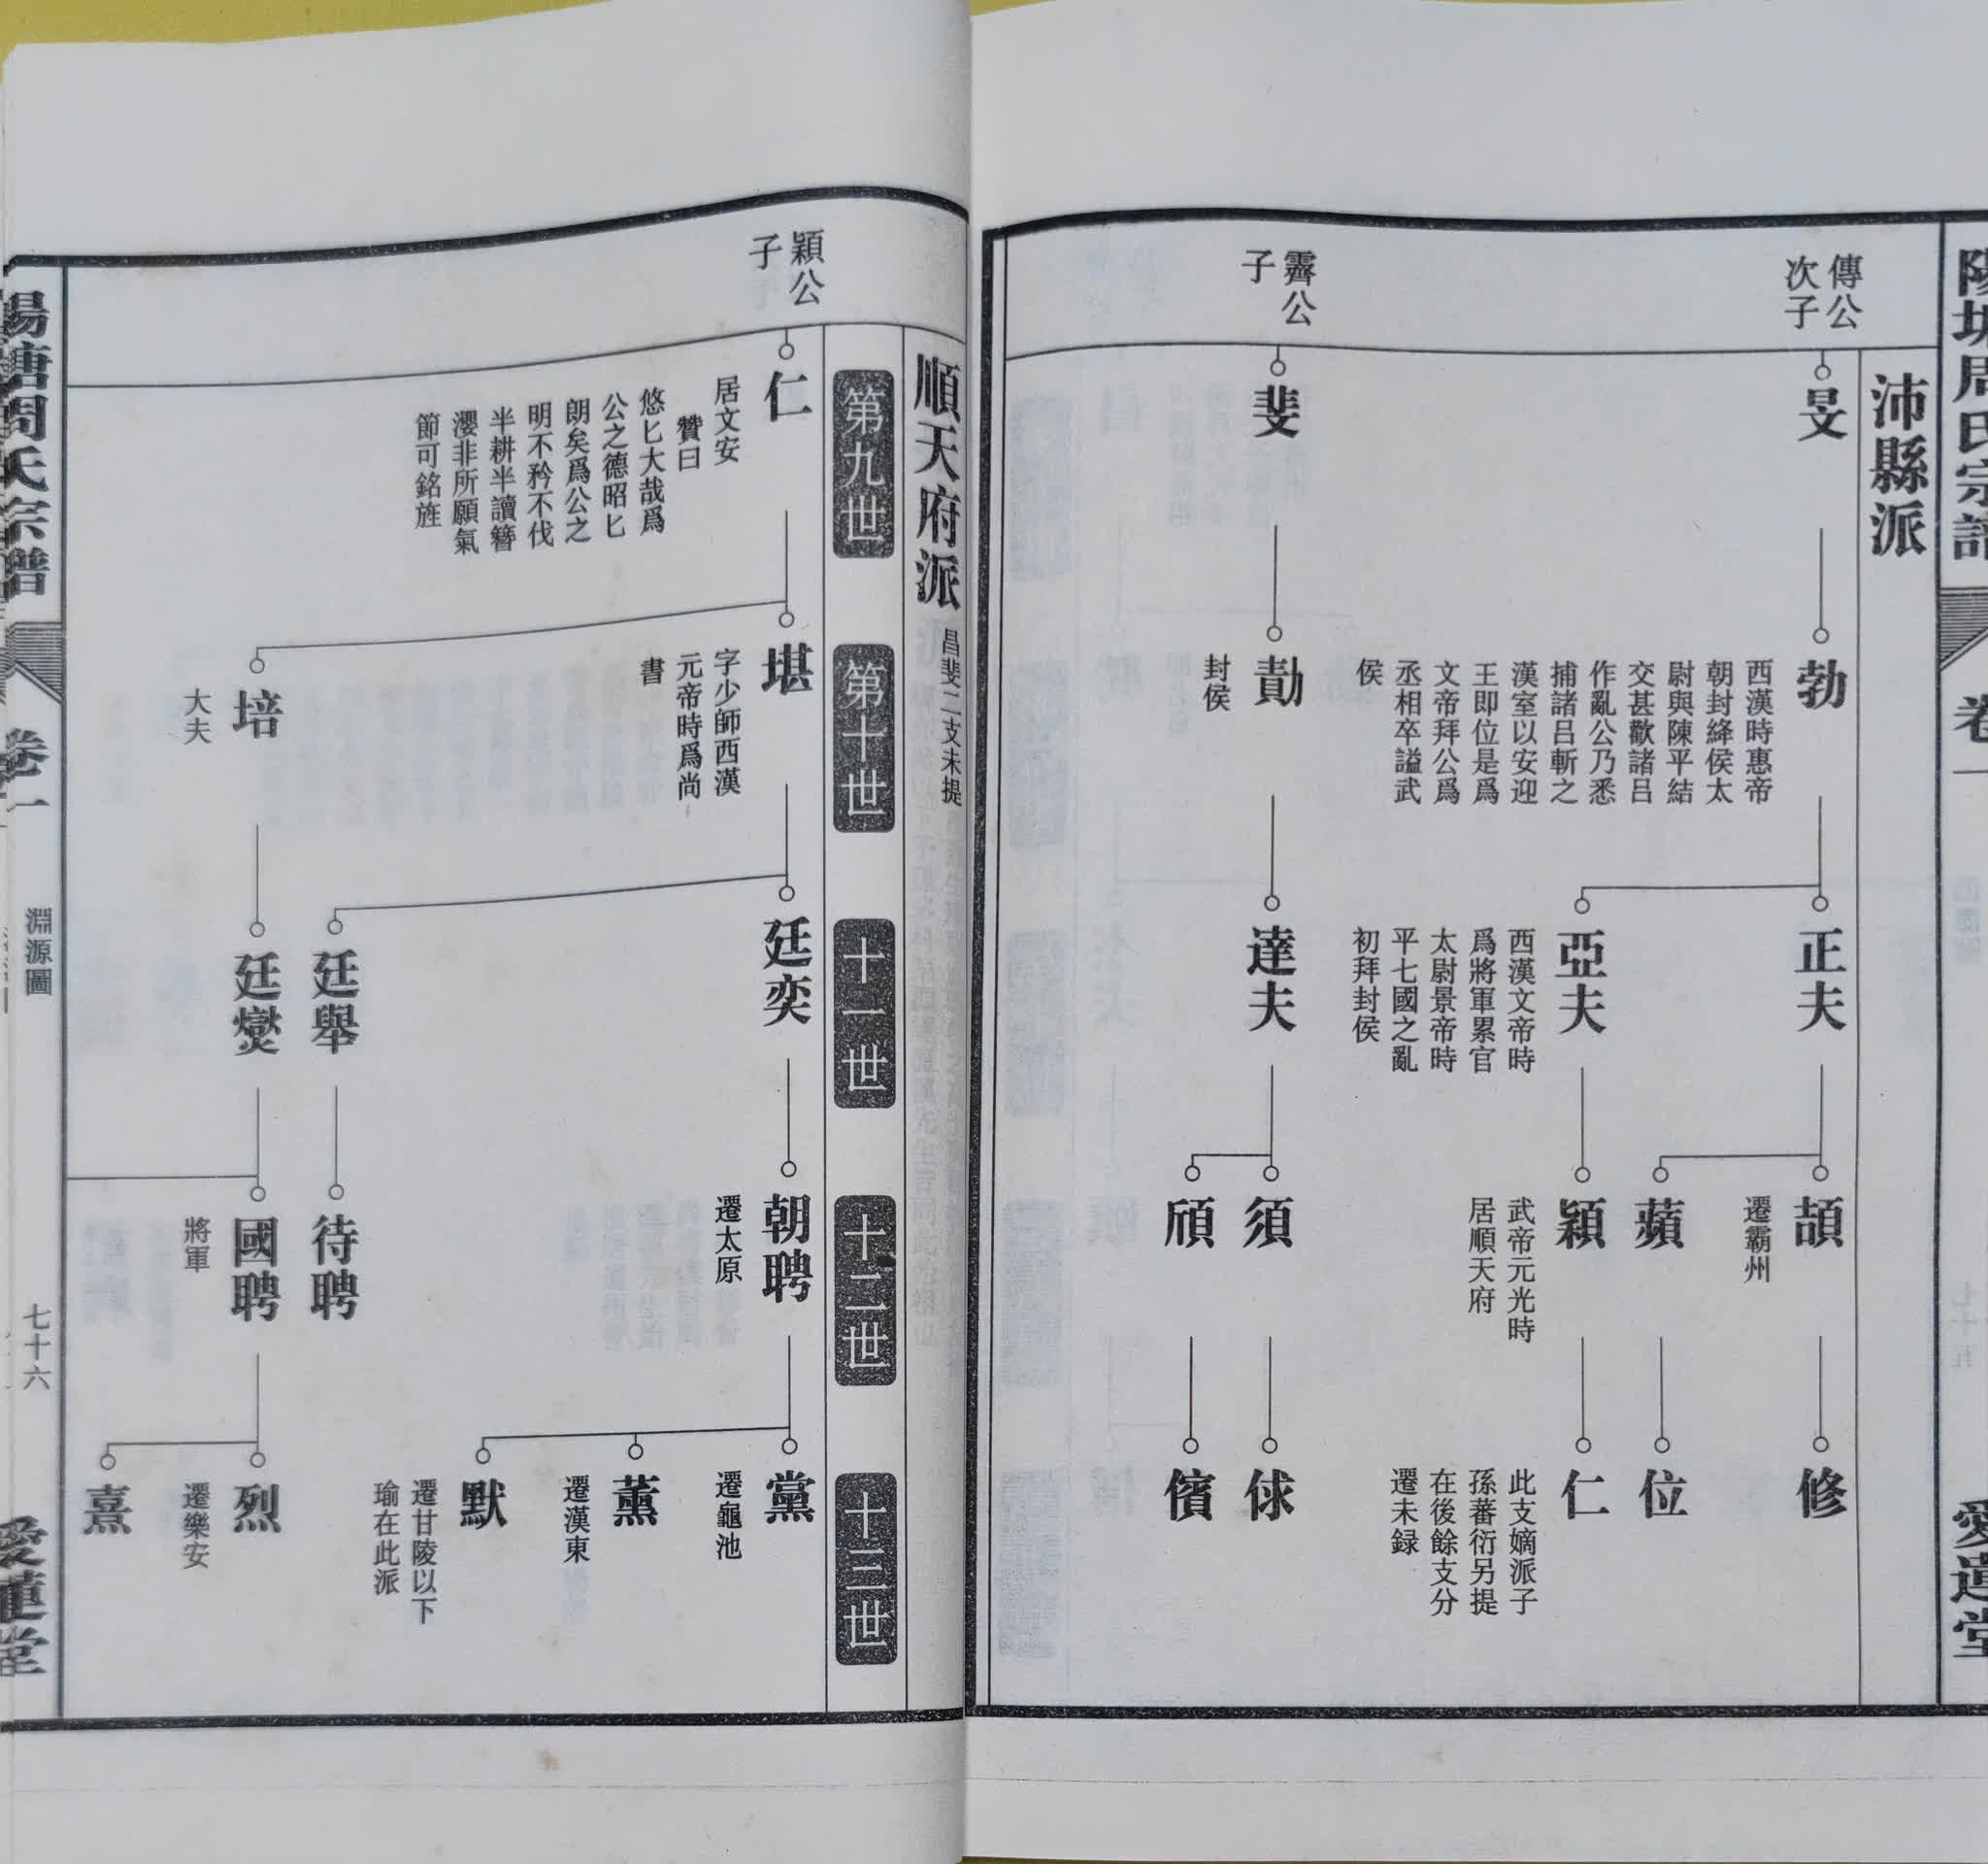 周氏宗譜
卷一
沛縣派
傳公
次子
旻
勃
西漢時惠帝
朝封絳侯太
尉與陳平結
交甚歡諸吕
作亂公乃悉
捕諸吕斬之
漢室以安迎
王即位是爲
文帝拜公爲
丞相卒謚武
侯
正夫
頡
遷霸州
修
蘋
位
亞夫
西漢文帝時
爲將軍累官
太尉景帝時
平七國之亂
初拜封侯
穎
武帝元光時
居順天府
仁
此支嫡派子
孫蕃衍另提
在後餘支分
遷未録
霽公
子
斐
勣
封侯
達夫
須
俅
頎
儐
順天府派
昌斐二支未提
第九世
第十世
十一世
十二世
十三世
穎公
子
仁
居文安
贊曰
悠匕大哉爲
公之德昭匕
朗矣爲公之
明不矜不伐
半耕半讀簪
瓔非所願氣
節可銘旌
堪
字少師西漢
元帝時爲尚
書
廷奕
朝聘
遷太原
黨
遷龜池
薰
遷漢東
默
遷甘陵以下
瑜在此派
廷舉
待聘
培
大夫
廷爕
國聘
將軍
烈
遷樂安
熹
陽塘周氏宗譜
卷一
淵源圖
七十六
愛蓮堂